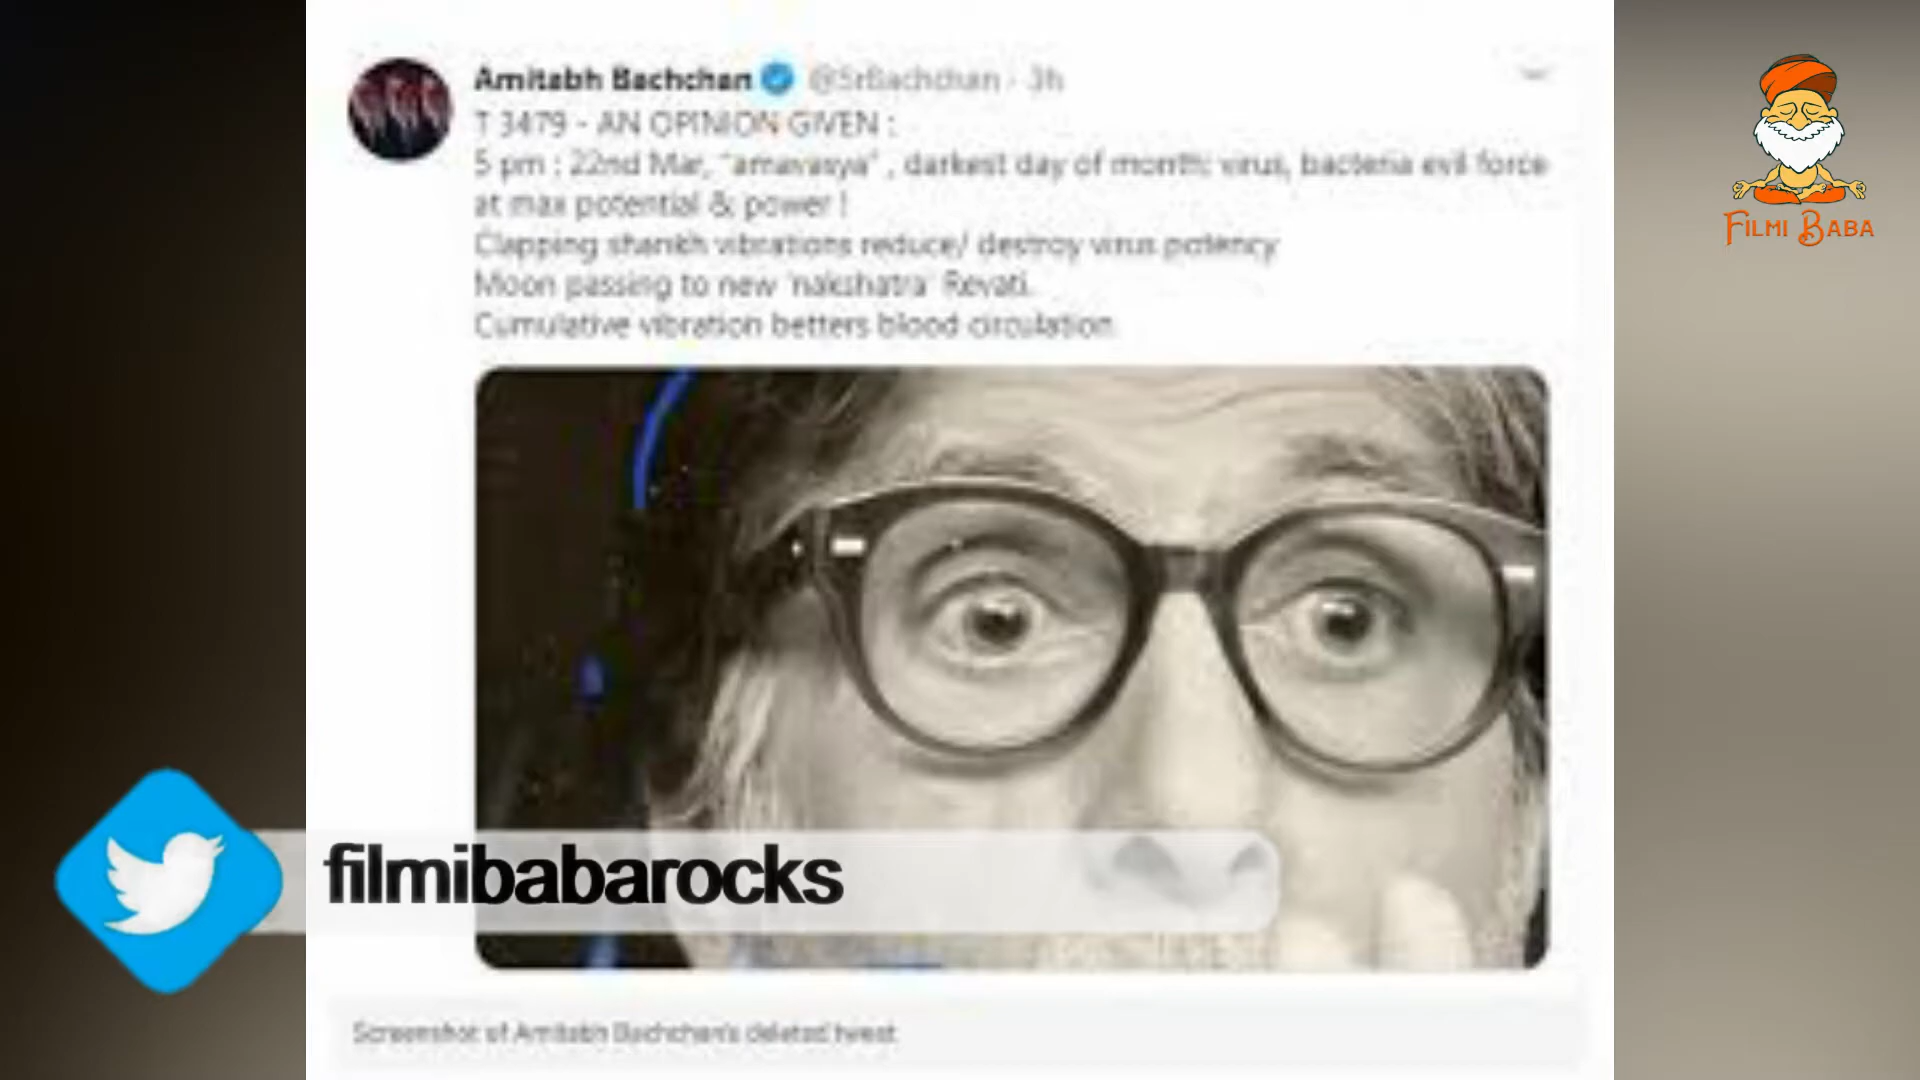 Amitabh Bachchan @SrBachchan · 3h
T 3479 - AN OPINION GIVEN :
5 pm ; 22nd Mar, "amavasya" , darkest day of month; virus, bacteria evil force
at max potential & power !
Clapping shankh vibrations reduce/ destroy virus potency
Moon passing to new 'nakshatra' Revati.
Cumulative vibration betters blood circulation
FILMI BABA
filmibabarocks
Screenshot of Amitabh Bachchan's deleted tweet